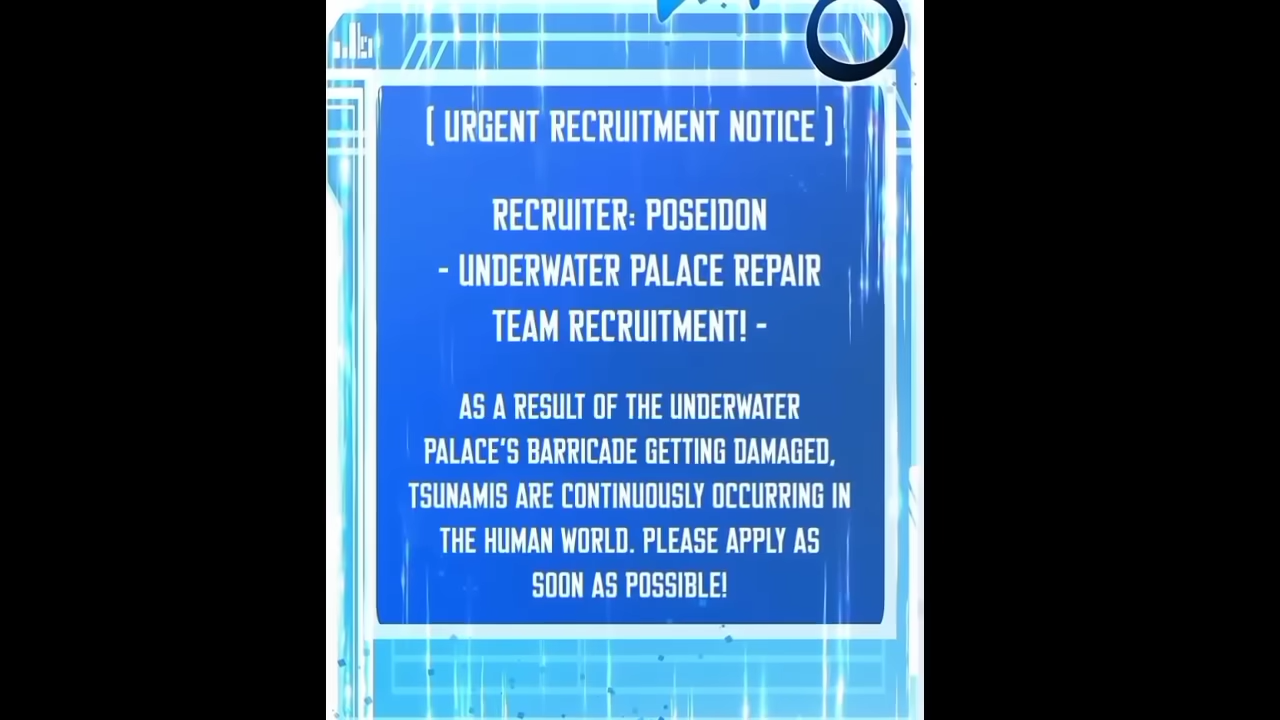 [ URGENT RECRUITMENT NOTICE ]
RECRUITER: POSEIDON
- UNDERWATER PALACE REPAIR
TEAM RECRUITMENT! -
AS A RESULT OF THE UNDERWATER
PALACE'S BARRICADE GETTING DAMAGED,
TSUNAMIS ARE CONTINUOUSLY OCCURRING IN
THE HUMAN WORLD. PLEASE APPLY AS
SOON AS POSSIBLE!